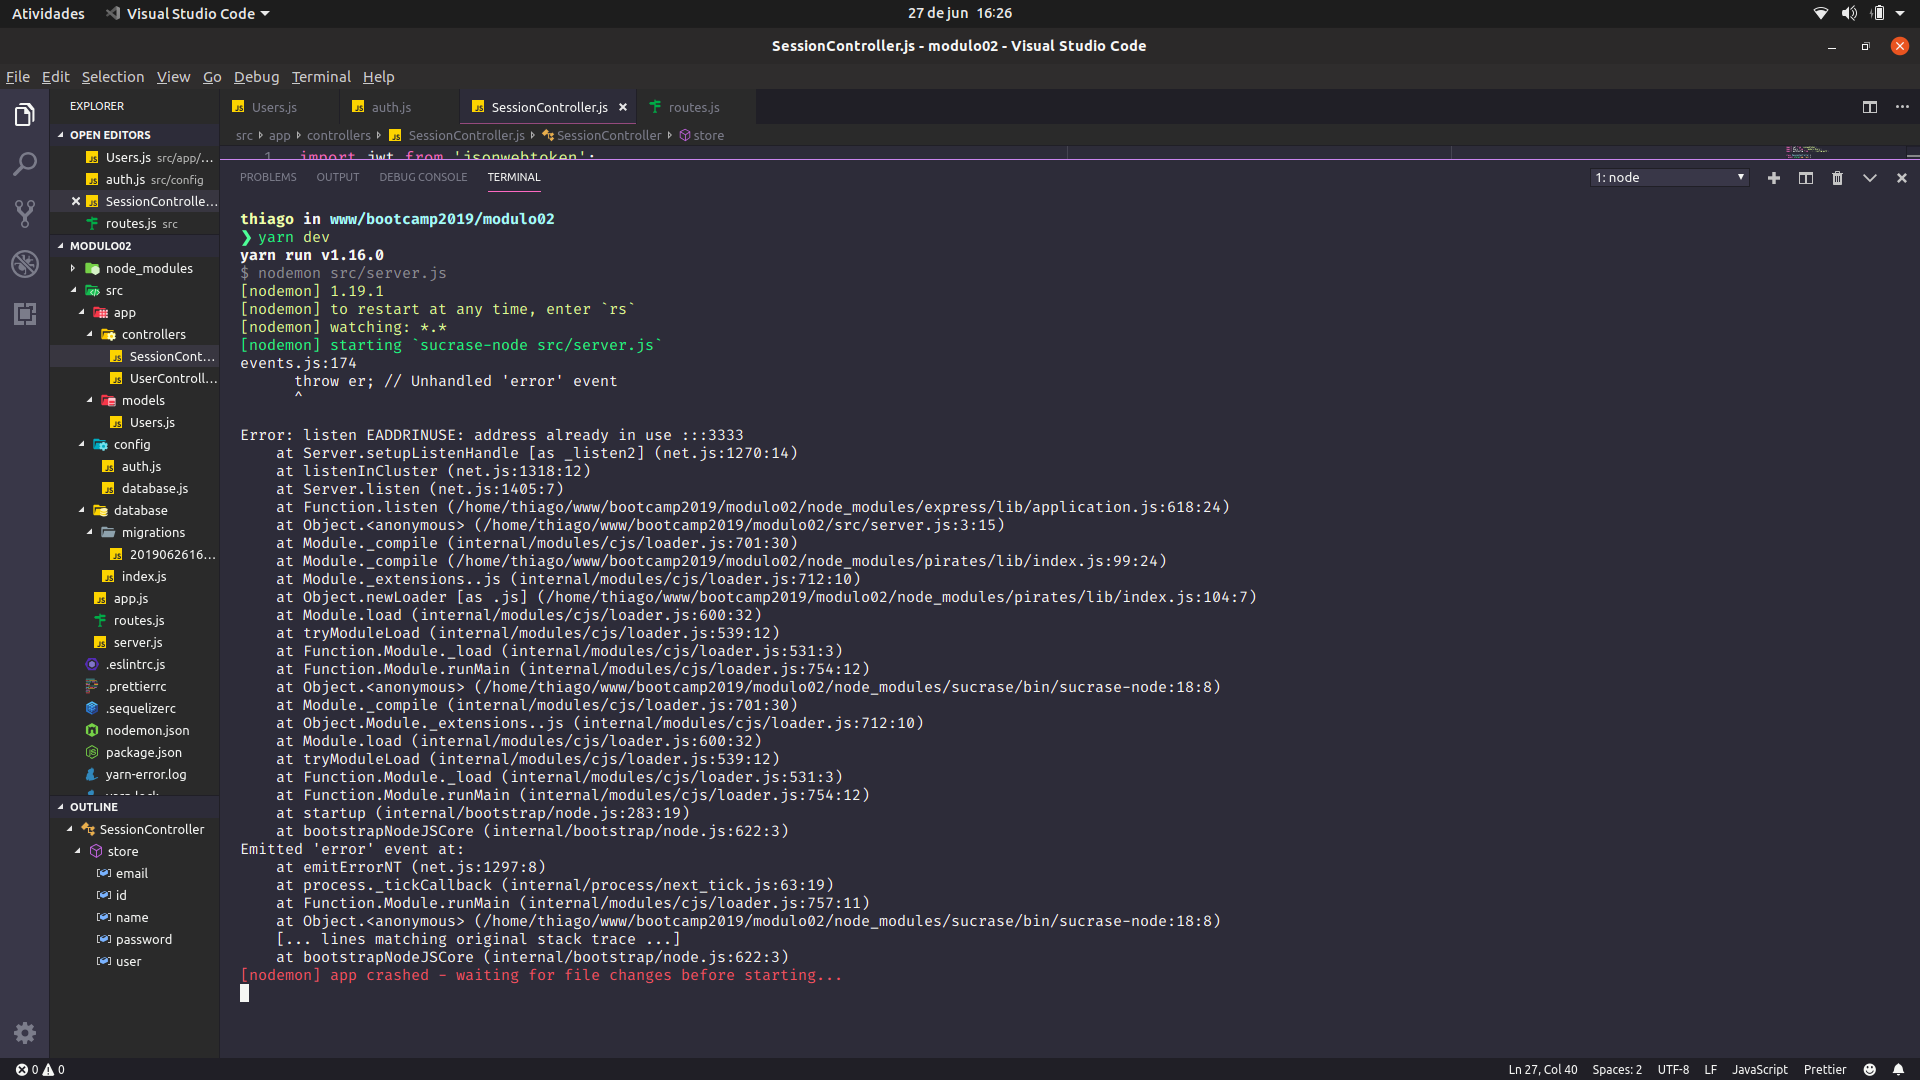 Atividades
Visual Studio Code
27 de jun 16:26
SessionController.js - modulo02 - Visual Studio Code
File Edit Selection View Go Debug Terminal Help
EXPLORER
OPEN EDITORS
Users.js src/app/...
auth.js src/config
SessionControlle...
routes.js src
MODULO02
node_modules
src
app
controllers
SessionCont...
UserControll...
models
Users.js
config
auth.js
database.js
database
migrations
2019062616...
index.js
app.js
routes.js
server.js
.eslintrc.js
.prettierrc
.sequelizerc
nodemon.json
package.json
yarn-error.log
yarn.lock
OUTLINE
SessionController
store
email
id
name
password
user
Users.js
auth.js
SessionController.js
routes.js
src app controllers SessionController.js SessionController store
1 import jwt from 'jsonwebtoken';
PROBLEMS OUTPUT DEBUG CONSOLE TERMINAL
1: node
thiago in www/bootcamp2019/modulo02
❯ yarn dev
yarn run v1.16.0
$ nodemon src/server.js
[nodemon] 1.19.1
[nodemon] to restart at any time, enter `rs`
[nodemon] watching: *.*
[nodemon] starting `sucrase-node src/server.js`
events.js:174
throw er; // Unhandled 'error' event
^
Error: listen EADDRINUSE: address already in use :::3333
at Server.setupListenHandle [as _listen2] (net.js:1270:14)
at listenInCluster (net.js:1318:12)
at Server.listen (net.js:1405:7)
at Function.listen (/home/thiago/www/bootcamp2019/modulo02/node_modules/express/lib/application.js:618:24)
at Object.<anonymous> (/home/thiago/www/bootcamp2019/modulo02/src/server.js:3:15)
at Module._compile (internal/modules/cjs/loader.js:701:30)
at Module._compile (/home/thiago/www/bootcamp2019/modulo02/node_modules/pirates/lib/index.js:99:24)
at Module._extensions..js (internal/modules/cjs/loader.js:712:10)
at Object.newLoader [as .js] (/home/thiago/www/bootcamp2019/modulo02/node_modules/pirates/lib/index.js:104:7)
at Module.load (internal/modules/cjs/loader.js:600:32)
at tryModuleLoad (internal/modules/cjs/loader.js:539:12)
at Function.Module._load (internal/modules/cjs/loader.js:531:3)
at Function.Module.runMain (internal/modules/cjs/loader.js:754:12)
at Object.<anonymous> (/home/thiago/www/bootcamp2019/modulo02/node_modules/sucrase/bin/sucrase-node:18:8)
at Module._compile (internal/modules/cjs/loader.js:701:30)
at Object.Module._extensions..js (internal/modules/cjs/loader.js:712:10)
at Module.load (internal/modules/cjs/loader.js:600:32)
at tryModuleLoad (internal/modules/cjs/loader.js:539:12)
at Function.Module._load (internal/modules/cjs/loader.js:531:3)
at Function.Module.runMain (internal/modules/cjs/loader.js:754:12)
at startup (internal/bootstrap/node.js:283:19)
at bootstrapNodeJSCore (internal/bootstrap/node.js:622:3)
Emitted 'error' event at:
at emitErrorNT (net.js:1297:8)
at process._tickCallback (internal/process/next_tick.js:63:19)
at Function.Module.runMain (internal/modules/cjs/loader.js:757:11)
at Object.<anonymous> (/home/thiago/www/bootcamp2019/modulo02/node_modules/sucrase/bin/sucrase-node:18:8)
[... lines matching original stack trace ...]
at bootstrapNodeJSCore (internal/bootstrap/node.js:622:3)
[nodemon] app crashed - waiting for file changes before starting...
0 0
Ln 27, Col 40 Spaces: 2 UTF-8 LF JavaScript Prettier